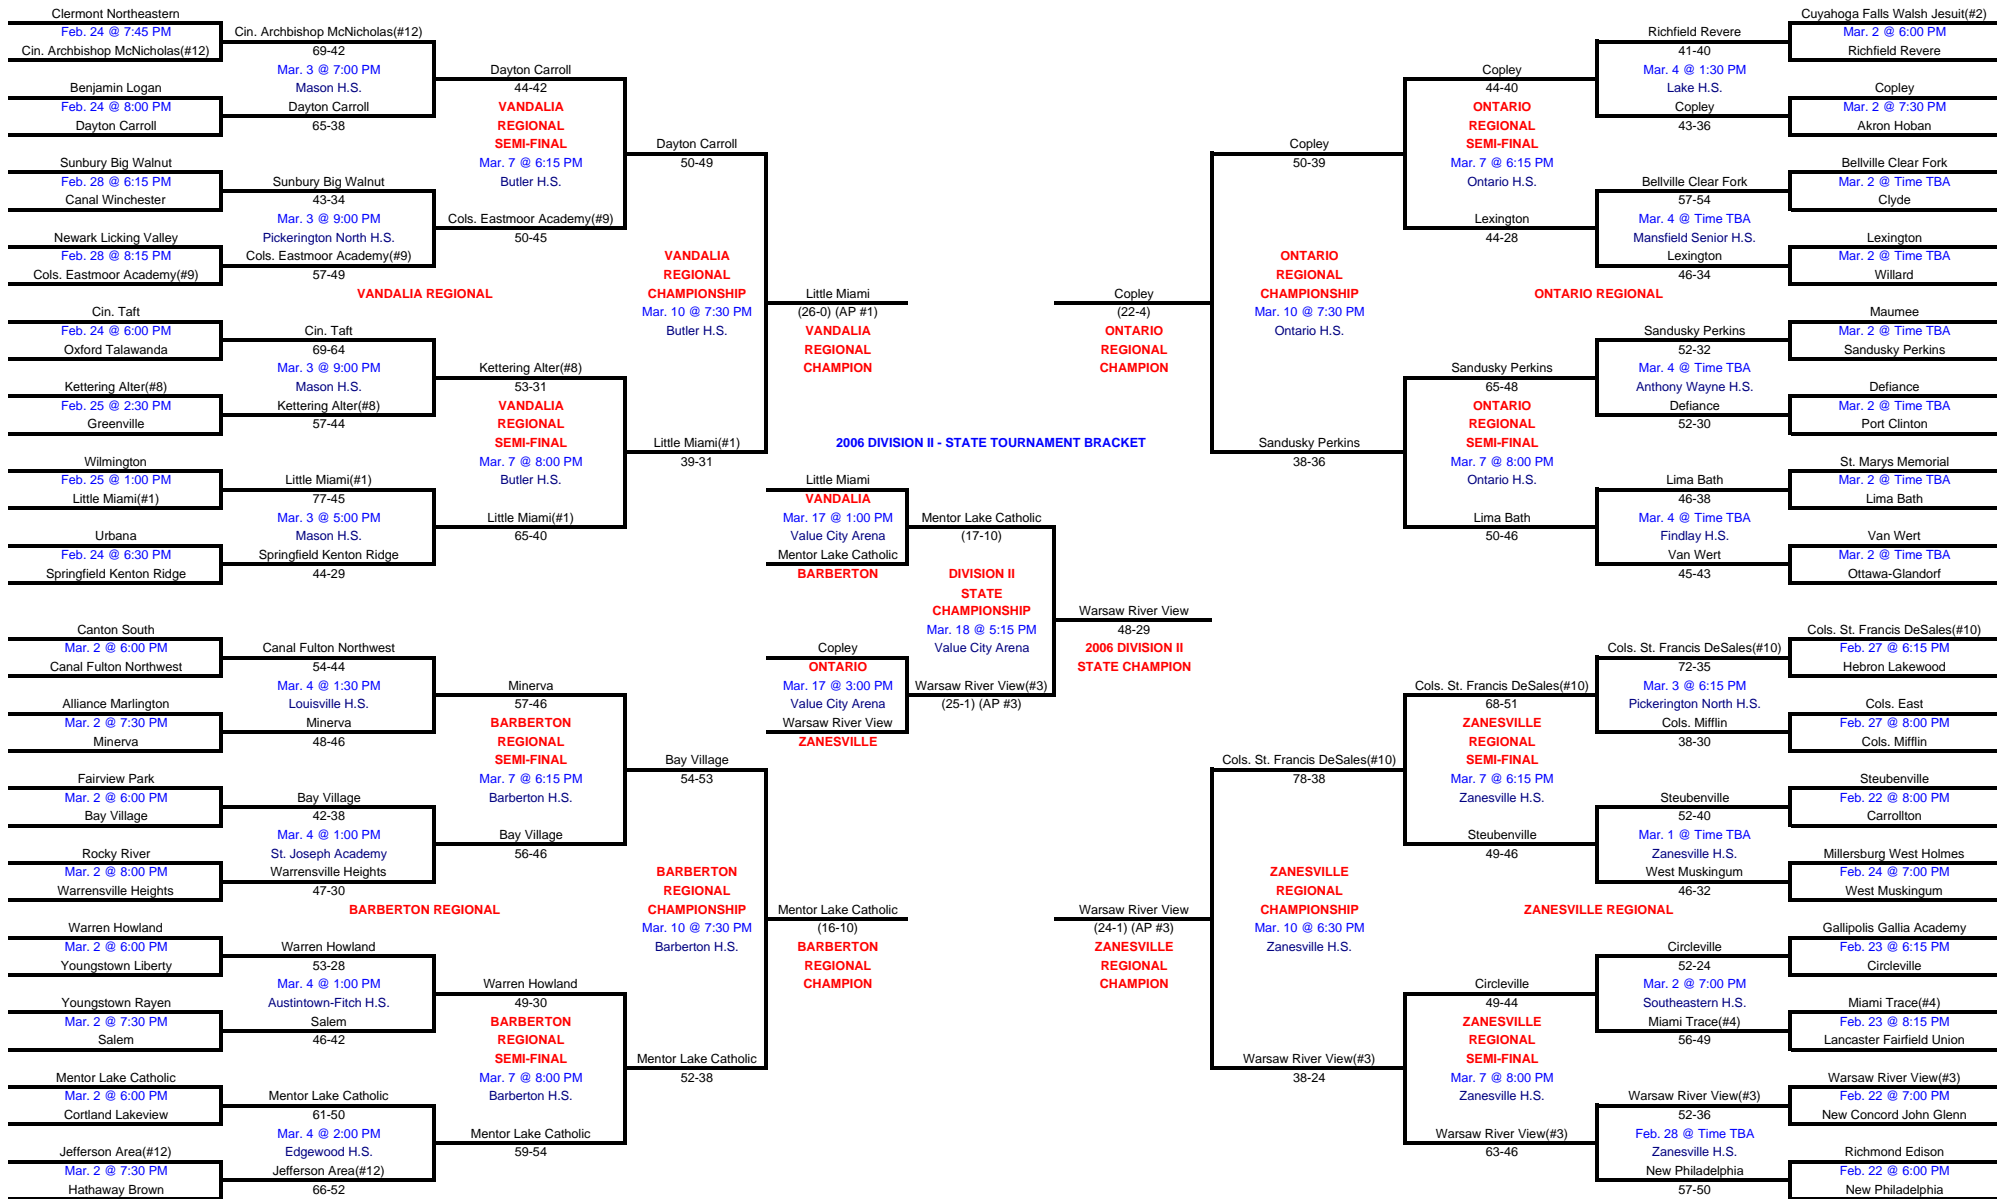 Clermont Northeastern
Feb. 24 @ 7:45 PM
Cin. Archbishop McNicholas(#12)
Benjamin Logan
Feb. 24 @ 8:00 PM
Dayton Carroll
Sunbury Big Walnut
Feb. 28 @ 6:15 PM
Canal Winchester
Newark Licking Valley
Feb. 28 @ 8:15 PM
Cols. Eastmoor Academy(#9)
Cin. Taft
Feb. 24 @ 6:00 PM
Oxford Talawanda
Kettering Alter(#8)
Feb. 25 @ 2:30 PM
Greenville
Wilmington
Feb. 25 @ 1:00 PM
Little Miami(#1)
Urbana
Feb. 24 @ 6:30 PM
Springfield Kenton Ridge
Cin. Archbishop McNicholas(#12)
69-42
Mar. 3 @ 7:00 PM
Mason H.S.
Dayton Carroll
65-38
Sunbury Big Walnut
43-34
Mar. 3 @ 9:00 PM
Pickerington North H.S.
Cols. Eastmoor Academy(#9)
57-49
VANDALIA REGIONAL
Cin. Taft
69-64
Mar. 3 @ 9:00 PM
Mason H.S.
Kettering Alter(#8)
57-44
Little Miami(#1)
77-45
Mar. 3 @ 5:00 PM
Mason H.S.
Springfield Kenton Ridge
44-29
Dayton Carroll
44-42
VANDALIA
REGIONAL
SEMI-FINAL
Mar. 7 @ 6:15 PM
Butler H.S.
Cols. Eastmoor Academy(#9)
50-45
Kettering Alter(#8)
53-31
VANDALIA
REGIONAL
SEMI-FINAL
Mar. 7 @ 8:00 PM
Butler H.S.
Little Miami(#1)
65-40
Dayton Carroll
50-49
VANDALIA
REGIONAL
CHAMPIONSHIP
Mar. 10 @ 7:30 PM
Butler H.S.
Little Miami(#1)
39-31
Little Miami
(26-0) (AP #1)
VANDALIA
REGIONAL
CHAMPION
Canton South
Mar. 2 @ 6:00 PM
Canal Fulton Northwest
Alliance Marlington
Mar. 2 @ 7:30 PM
Minerva
Fairview Park
Mar. 2 @ 6:00 PM
Bay Village
Rocky River
Mar. 2 @ 8:00 PM
Warrensville Heights
Warren Howland
Mar. 2 @ 6:00 PM
Youngstown Liberty
Youngstown Rayen
Mar. 2 @ 7:30 PM
Salem
Mentor Lake Catholic
Mar. 2 @ 6:00 PM
Cortland Lakeview
Jefferson Area(#12)
Mar. 2 @ 7:30 PM
Hathaway Brown
Canal Fulton Northwest
54-44
Mar. 4 @ 1:30 PM
Louisville H.S.
Minerva
48-46
Bay Village
42-38
Mar. 4 @ 1:00 PM
St. Joseph Academy
Warrensville Heights
47-30
BARBERTON REGIONAL
Warren Howland
53-28
Mar. 4 @ 1:00 PM
Austintown-Fitch H.S.
Salem
46-42
Mentor Lake Catholic
61-50
Mar. 4 @ 2:00 PM
Edgewood H.S.
Jefferson Area(#12)
66-52
Minerva
57-46
BARBERTON
REGIONAL
SEMI-FINAL
Mar. 7 @ 6:15 PM
Barberton H.S.
Bay Village
56-46
Warren Howland
49-30
BARBERTON
REGIONAL
SEMI-FINAL
Mar. 7 @ 8:00 PM
Barberton H.S.
Mentor Lake Catholic
59-54
Bay Village
54-53
BARBERTON
REGIONAL
CHAMPIONSHIP
Mar. 10 @ 7:30 PM
Barberton H.S.
Mentor Lake Catholic
52-38
Mentor Lake Catholic
(16-10)
BARBERTON
REGIONAL
CHAMPION
2006 DIVISION II - STATE TOURNAMENT BRACKET
Little Miami
VANDALIA
Mar. 17 @ 1:00 PM
Value City Arena
Mentor Lake Catholic
BARBERTON
Copley
ONTARIO
Mar. 17 @ 3:00 PM
Value City Arena
Warsaw River View
ZANESVILLE
Mentor Lake Catholic
(17-10)
DIVISION II
STATE
CHAMPIONSHIP
Mar. 18 @ 5:15 PM
Value City Arena
Warsaw River View(#3)
(25-1) (AP #3)
Warsaw River View
48-29
2006 DIVISION II
STATE CHAMPION
Copley
(22-4)
ONTARIO
REGIONAL
CHAMPION
Copley
50-39
ONTARIO
REGIONAL
CHAMPIONSHIP
Mar. 10 @ 7:30 PM
Ontario H.S.
Sandusky Perkins
38-36
Copley
44-40
ONTARIO
REGIONAL
SEMI-FINAL
Mar. 7 @ 6:15 PM
Ontario H.S.
Lexington
44-28
ONTARIO REGIONAL
Sandusky Perkins
65-48
ONTARIO
REGIONAL
SEMI-FINAL
Mar. 7 @ 8:00 PM
Ontario H.S.
Lima Bath
50-46
Richfield Revere
41-40
Mar. 4 @ 1:30 PM
Lake H.S.
Copley
43-36
Bellville Clear Fork
57-54
Mar. 4 @ Time TBA
Mansfield Senior H.S.
Lexington
46-34
Sandusky Perkins
52-32
Mar. 4 @ Time TBA
Anthony Wayne H.S.
Defiance
52-30
Lima Bath
46-38
Mar. 4 @ Time TBA
Findlay H.S.
Van Wert
45-43
Cuyahoga Falls Walsh Jesuit(#2)
Mar. 2 @ 6:00 PM
Richfield Revere
Copley
Mar. 2 @ 7:30 PM
Akron Hoban
Bellville Clear Fork
Mar. 2 @ Time TBA
Clyde
Lexington
Mar. 2 @ Time TBA
Willard
Maumee
Mar. 2 @ Time TBA
Sandusky Perkins
Defiance
Mar. 2 @ Time TBA
Port Clinton
St. Marys Memorial
Mar. 2 @ Time TBA
Lima Bath
Van Wert
Mar. 2 @ Time TBA
Ottawa-Glandorf
Warsaw River View
(24-1) (AP #3)
ZANESVILLE
REGIONAL
CHAMPION
Cols. St. Francis DeSales(#10)
78-38
ZANESVILLE
REGIONAL
CHAMPIONSHIP
Mar. 10 @ 6:30 PM
Zanesville H.S.
Warsaw River View(#3)
38-24
Cols. St. Francis DeSales(#10)
68-51
ZANESVILLE
REGIONAL
SEMI-FINAL
Mar. 7 @ 6:15 PM
Zanesville H.S.
Steubenville
49-46
ZANESVILLE REGIONAL
Circleville
49-44
ZANESVILLE
REGIONAL
SEMI-FINAL
Mar. 7 @ 8:00 PM
Zanesville H.S.
Warsaw River View(#3)
63-46
Cols. St. Francis DeSales(#10)
72-35
Mar. 3 @ 6:15 PM
Pickerington North H.S.
Cols. Mifflin
38-30
Steubenville
52-40
Mar. 1 @ Time TBA
Zanesville H.S.
West Muskingum
46-32
Circleville
52-24
Mar. 2 @ 7:00 PM
Southeastern H.S.
Miami Trace(#4)
56-49
Warsaw River View(#3)
52-36
Feb. 28 @ Time TBA
Zanesville H.S.
New Philadelphia
57-50
Cols. St. Francis DeSales(#10)
Feb. 27 @ 6:15 PM
Hebron Lakewood
Cols. East
Feb. 27 @ 8:00 PM
Cols. Mifflin
Steubenville
Feb. 22 @ 8:00 PM
Carrollton
Millersburg West Holmes
Feb. 24 @ 7:00 PM
West Muskingum
Gallipolis Gallia Academy
Feb. 23 @ 6:15 PM
Circleville
Miami Trace(#4)
Feb. 23 @ 8:15 PM
Lancaster Fairfield Union
Warsaw River View(#3)
Feb. 22 @ 7:00 PM
New Concord John Glenn
Richmond Edison
Feb. 22 @ 6:00 PM
New Philadelphia